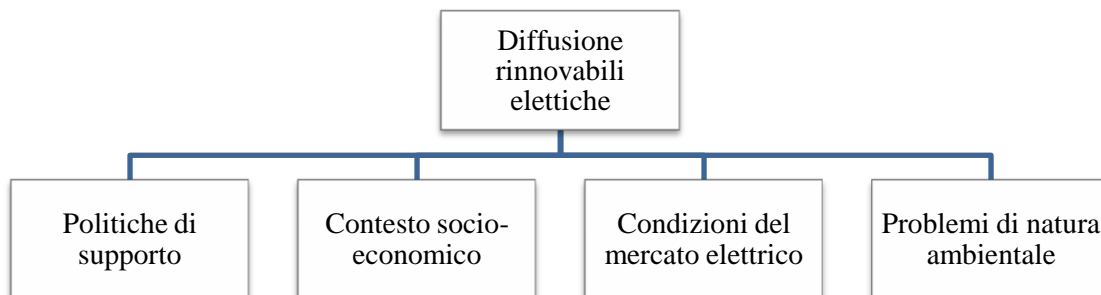 Diffusione
rinnovabili
elettiche
Politiche di
supporto
Contesto socio-
economico
Condizioni del
mercato elettrico
Problemi di natura
ambientale